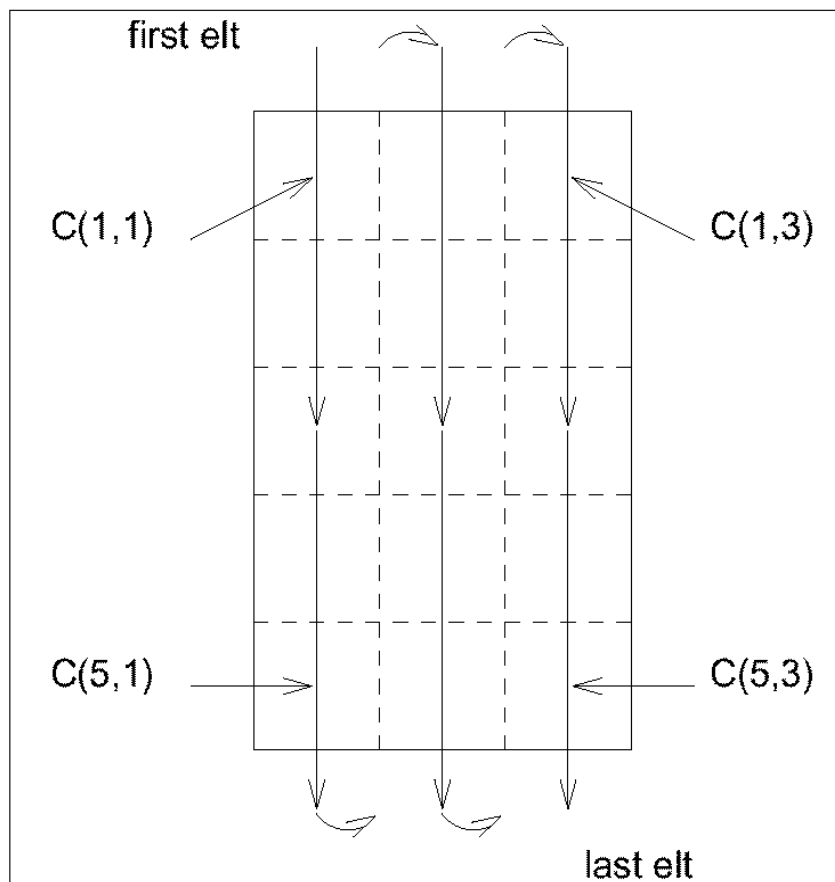 first elt
C(1,1)
C(1,3)
C(5,1)
C(5,3)
last elt